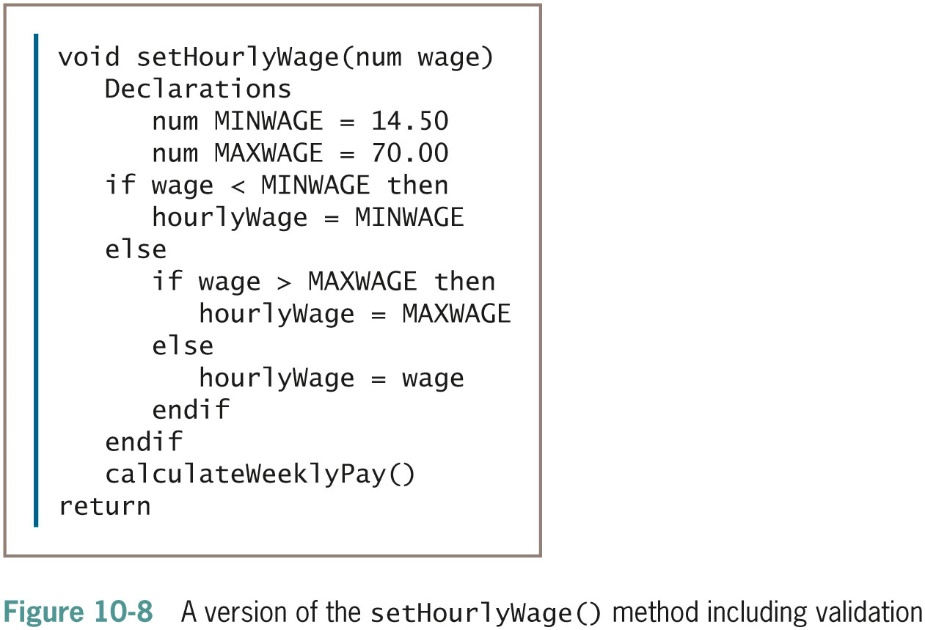 void setHourlyWage(num wage)
   Declarations
      num MINWAGE = 14.50
      num MAXWAGE = 70.00
   if wage < MINWAGE then
      hourlyWage = MINWAGE
   else
      if wage > MAXWAGE then
         hourlyWage = MAXWAGE
      else
         hourlyWage = wage
      endif
   endif
   calculateWeeklyPay()
return
Figure 10-8 A version of the setHourlyWage() method including validation